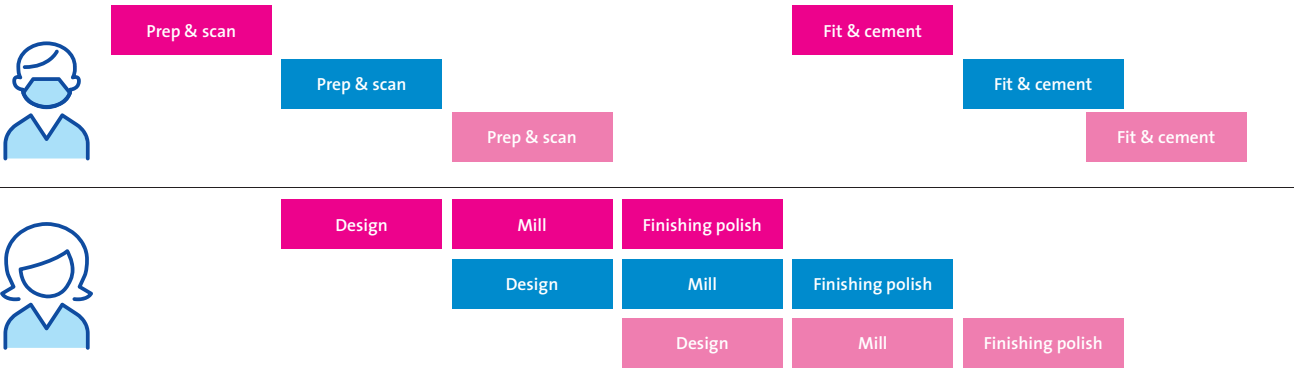 Prep & scan
Fit & cement
Prep & scan
Fit & cement
Prep & scan
Fit & cement
Design
Mill
Finishing polish
Design
Mill
Finishing polish
Design
Mill
Finishing polish